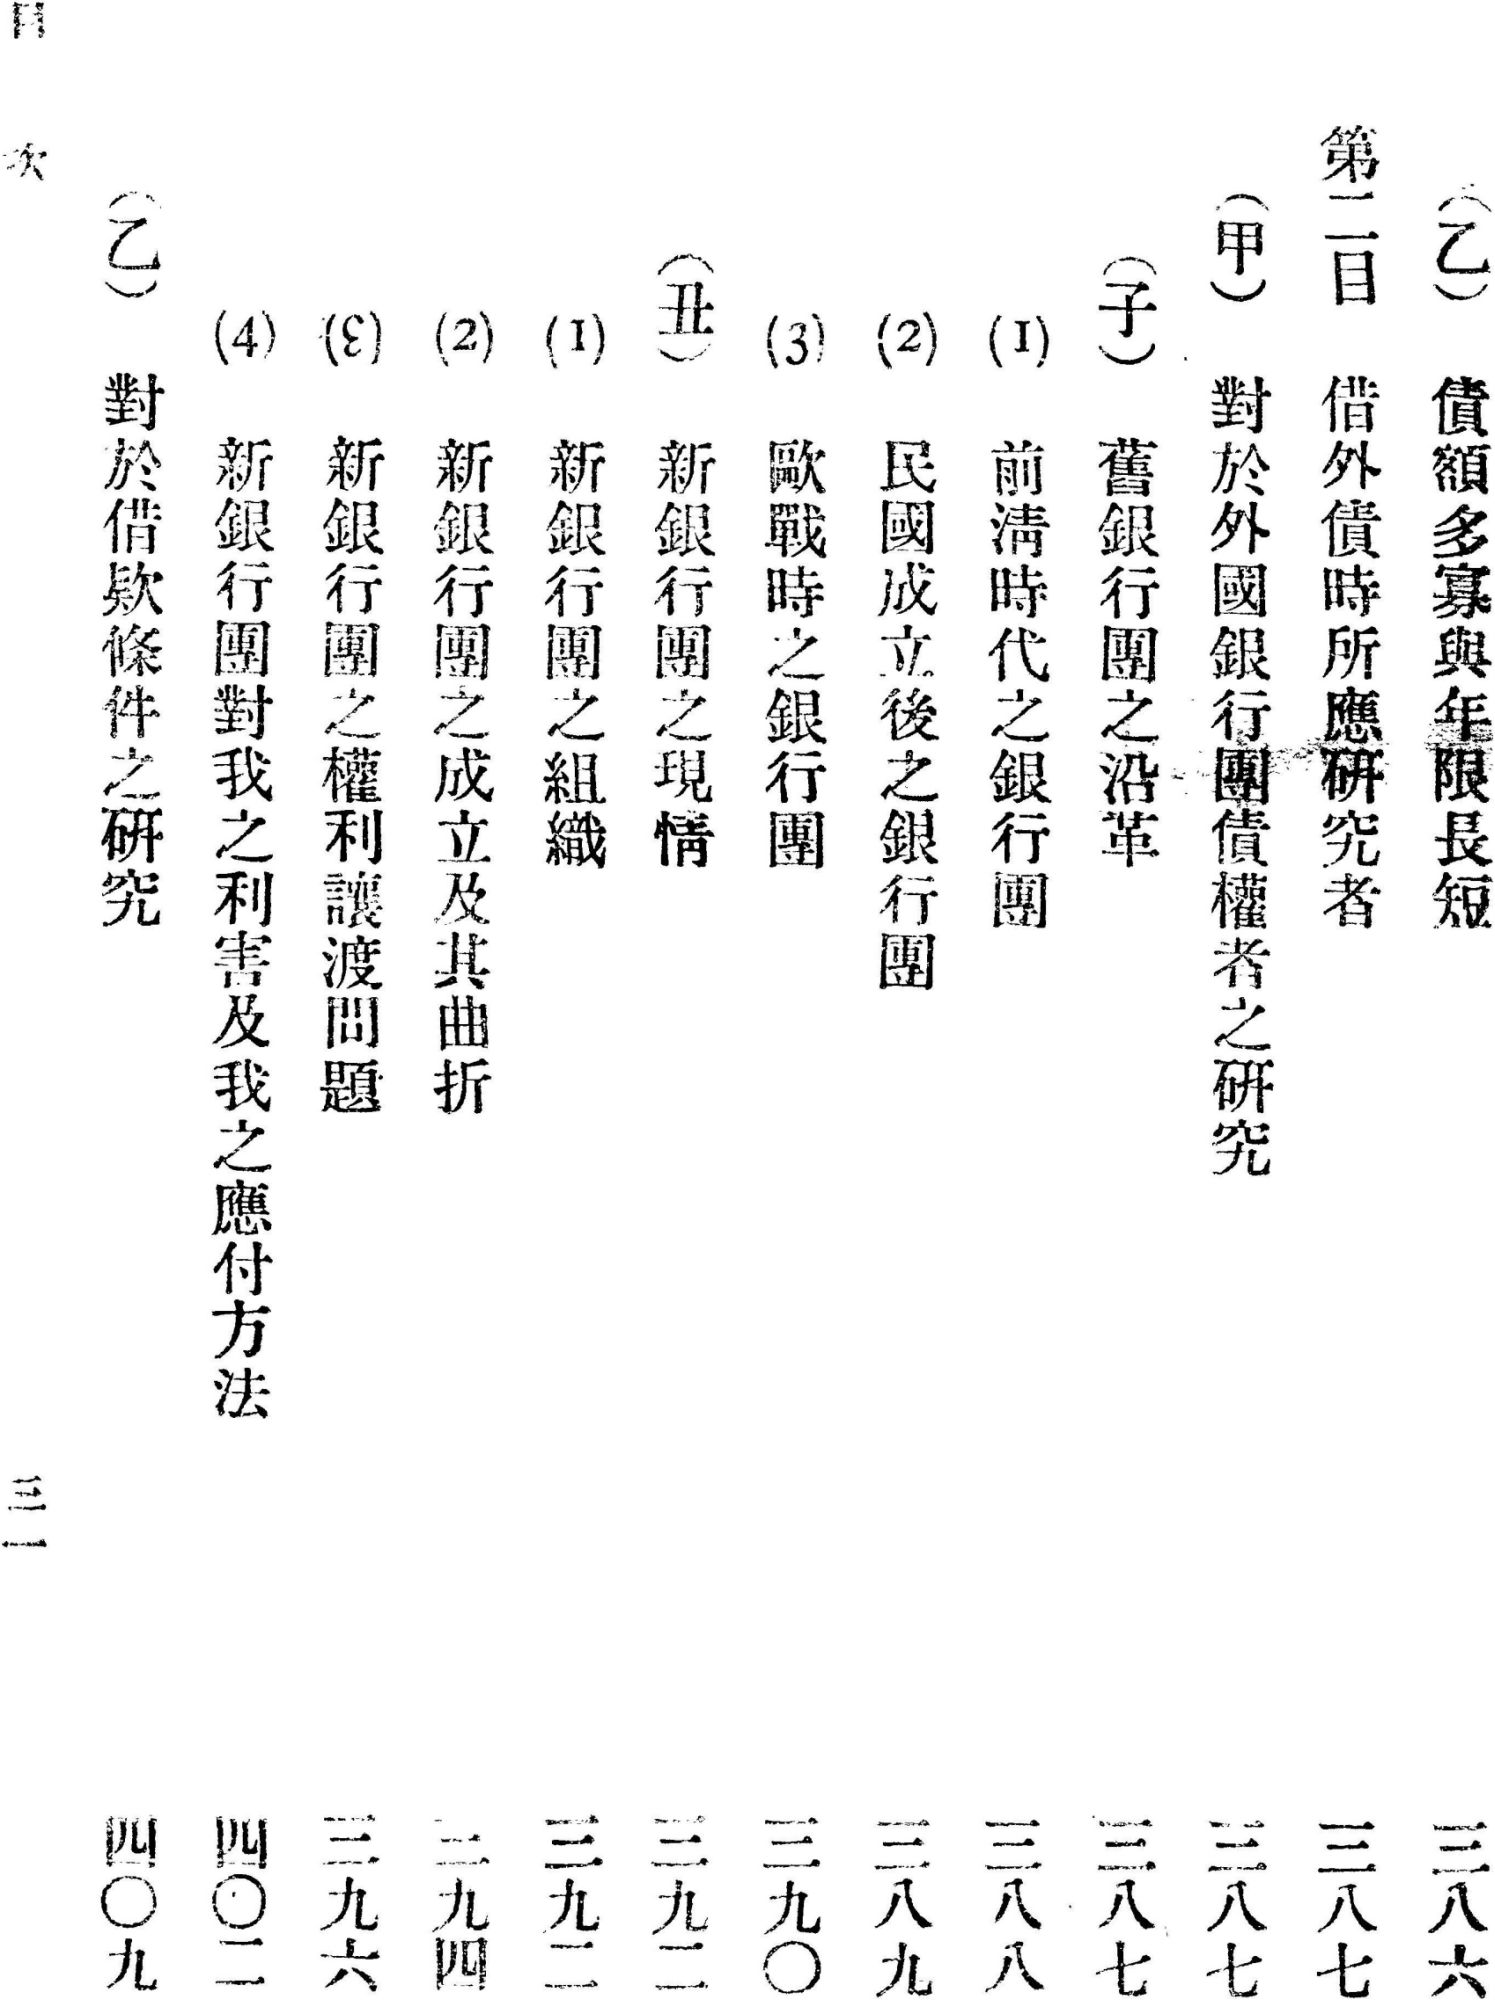 （乙）　債額多寡與年限長短　三八六
第二目　借外債時所應硏究者　三八七
（甲）　對於外國銀行團債權者之硏究　三八七
（子）　舊銀行團之沿革　三八七
(1)　前淸時代之銀行團　三八八
(2)　民國成立後之銀行團　三八九
(3)　歐戰時之銀行團　三九〇
（丑）　新銀行團之現情　三九二
(1)　新銀行團之組織　三九二
(2)　新銀行團之成立及其曲折　三九四
(3)　新銀行團之權利讓渡問題　三九六
(4)　新銀行團對我之利害及我之應付方法　四〇二
（乙）　對於借欵條件之硏究　四〇九
目次　三一